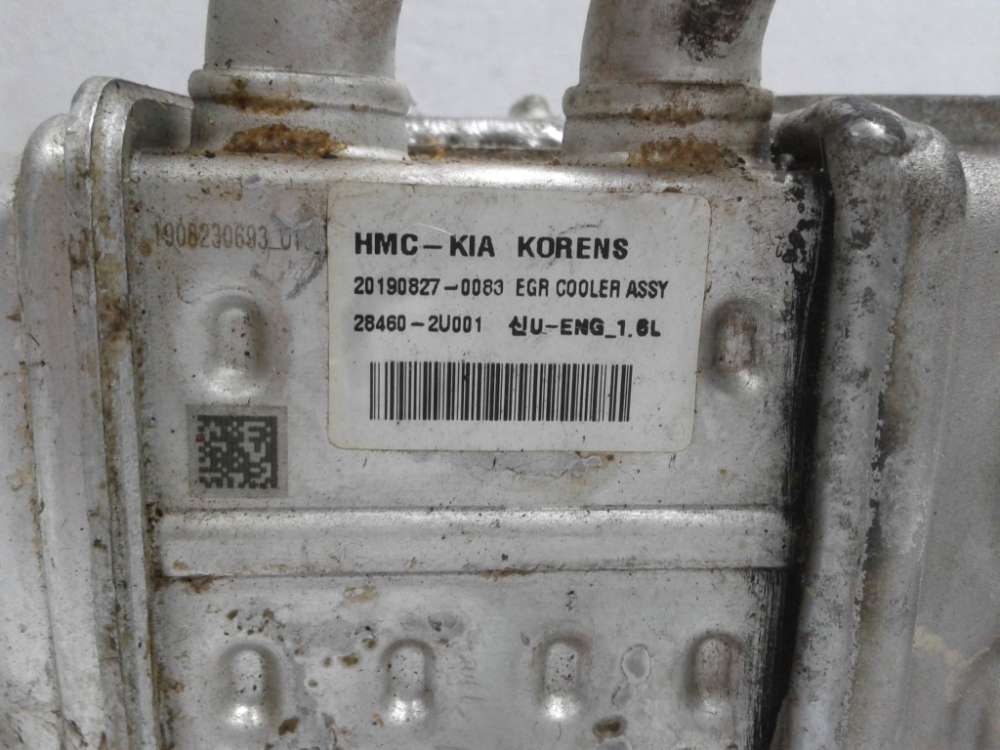 1908230693_01
HMC-KIA KORENS
20190827-0083 EGR COOLER ASSY
28460-2U001 신U-ENG_1.6L